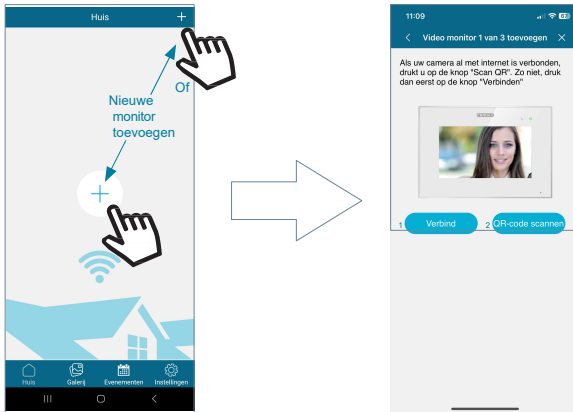 Huis
+
Of
Nieuwe
monitor
toevoegen
Huis
Galerij
Evenementen
Instellingen
11:09
Video monitor 1 van 3 toevoegen
Als uw camera al met internet is verbonden,
drukt u op de knop "Scan QR". Zo niet, druk
dan eerst op de knop "Verbinden"
FERMAX
1 Verbind
2 QR-code scannen